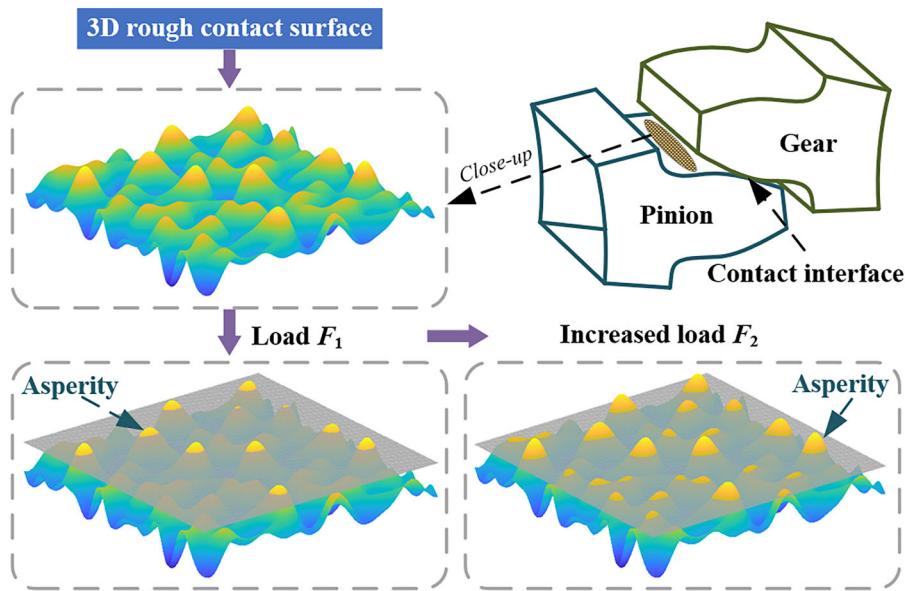 3D rough contact surface
Close-up
Gear
Pinion
Contact interface
Load F₁
Increased load F₂
Asperity
Asperity